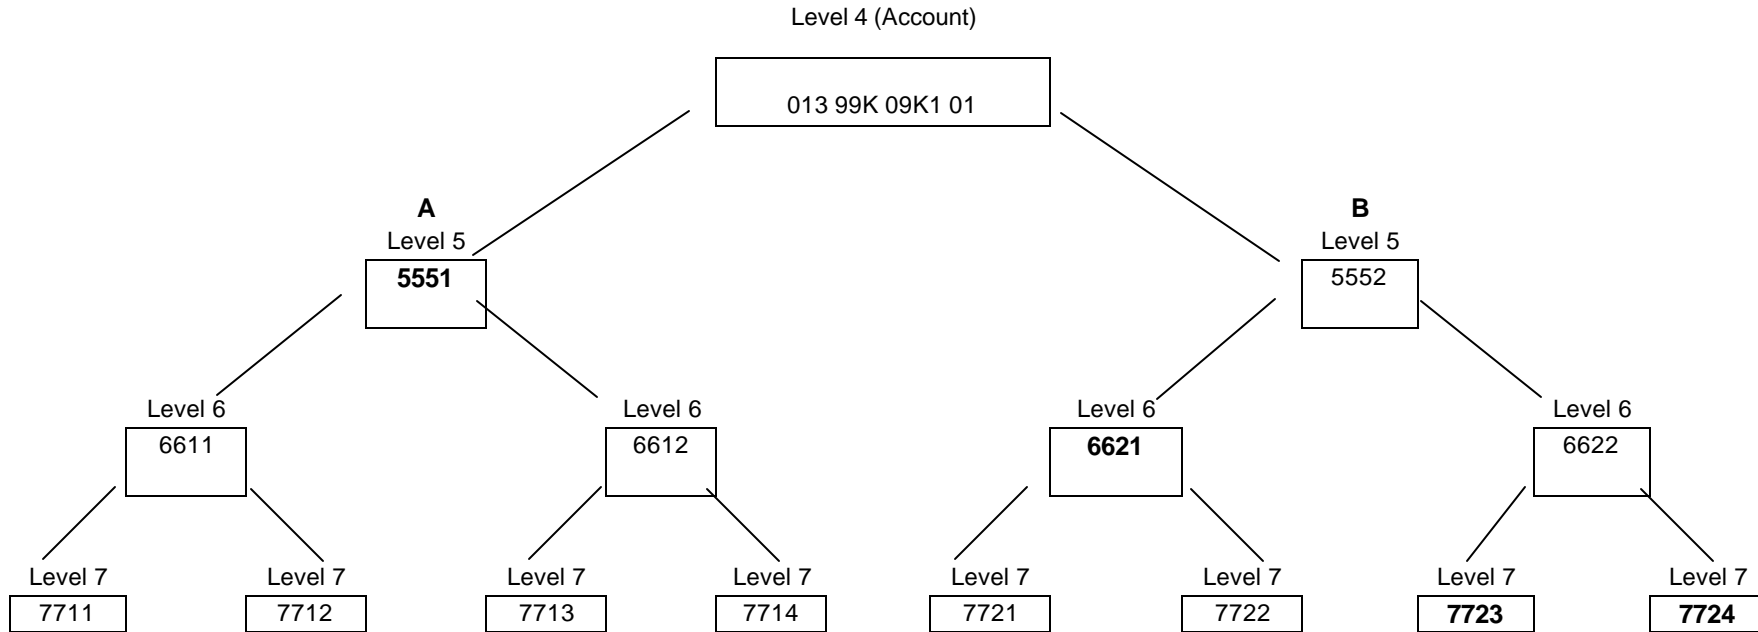 Level 4 (Account)
013 99K 09K1 01
A
B
Level 5
Level 5
5551
5552
Level 6
Level 6
Level 6
Level 6
6611
6612
6621
6622
Level 7
Level 7
Level 7
Level 7
Level 7
Level 7
Level 7
Level 7
7711
7712
7713
7714
7721
7722
7723
7724